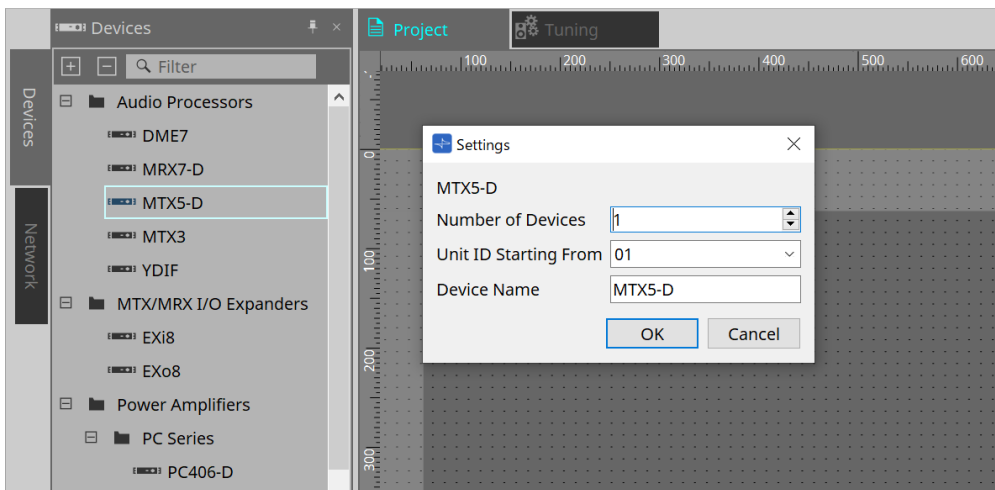 Devices
Project
Tuning
Filter
100 200 300 400 500 600
Devices
Network
Audio Processors
DME7
MRX7-D
MTX5-D
MTX3
YDIF
MTX/MRX I/O Expanders
EXi8
EXo8
Power Amplifiers
PC Series
PC406-D
0
100
200
300
Settings
MTX5-D
Number of Devices 1
Unit ID Starting From 01
Device Name MTX5-D
OK Cancel